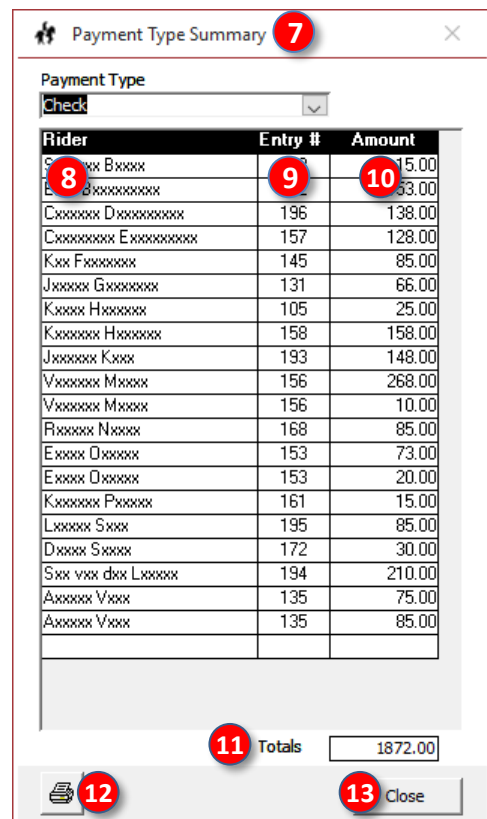 Payment Type Summary 7
Payment Type
Check
Rider Entry # Amount
8 Bxxxx 9 10
Bxxxxxxxxx
Cxxxxxx Dxxxxxxxxx 196 138.00
Cxxxxxxxx Exxxxxxxxx 157 128.00
Kxx Fxxxxxxx 145 85.00
Jxxxxx Gxxxxxxx 131 66.00
Kxxxx Hxxxxxx 105 25.00
Kxxxxxx Hxxxxxx 158 158.00
Jxxxxxx Kxxx 193 148.00
Vxxxxxx Mxxxx 156 268.00
Vxxxxxx Mxxxx 156 10.00
Rxxxxx Nxxxx 168 85.00
Exxxx Oxxxxx 153 73.00
Exxxx Oxxxxx 153 20.00
Kxxxxxx Pxxxxx 161 15.00
Lxxxxx Sxxx 195 85.00
Dxxxx Sxxxx 172 30.00
Sxx vxx dxx Lxxxxx 194 210.00
Axxxxx Vxxx 135 75.00
Axxxxx Vxxx 135 85.00
11 Totals 1872.00
12 13 Close